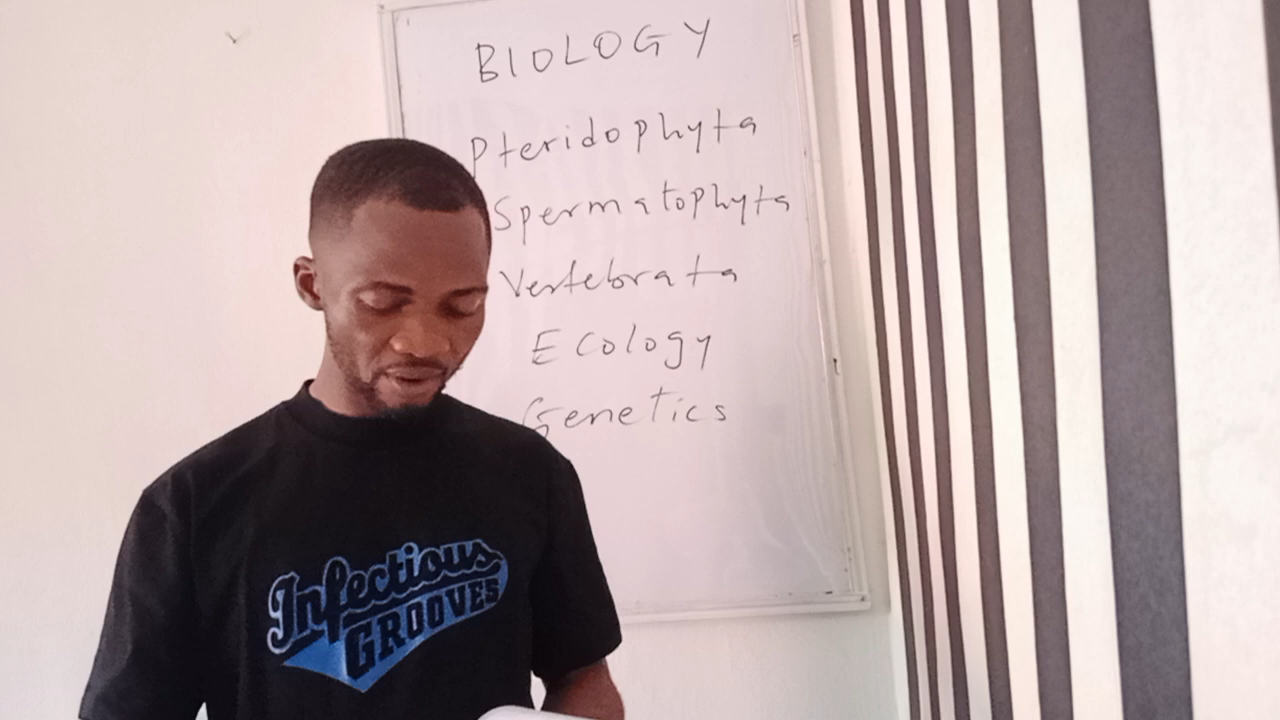 BIOLOGY
Pteridophyta
Spermatophyta
Vertebrata
Ecology
Genetics
Infectious
GROOVES